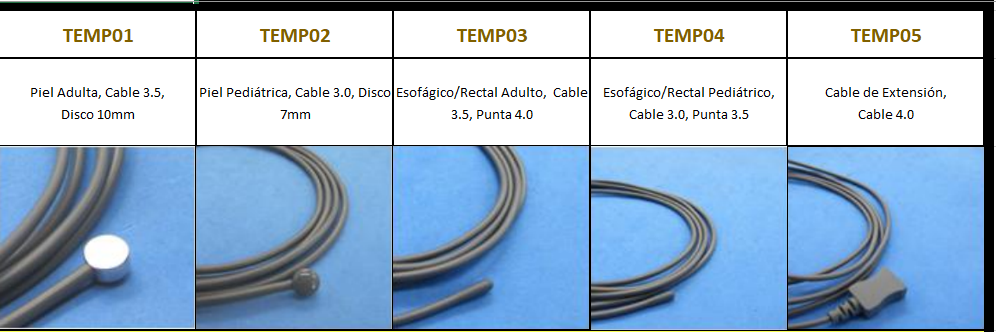 TEMP01
TEMP02
TEMP03
TEMP04
TEMP05
Piel Adulta, Cable 3.5,
Disco 10mm
Piel Pediátrica, Cable 3.0, Disco
7mm
Esofágico/Rectal Adulto, Cable
3.5, Punta 4.0
Esofágico/Rectal Pediátrico,
Cable 3.0, Punta 3.5
Cable de Extensión,
Cable 4.0